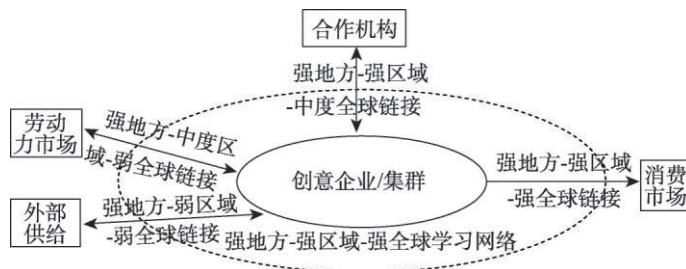 合作机构
强地方-强区域
-中度全球链接
劳动
力市场
强地方-中度区
域-弱全球链接
创意企业/集群
强地方-强区域
-强全球链接
消费
市场
外部
供给
强地方-弱区域
-弱全球链接
强地方-强区域-强全球学习网络